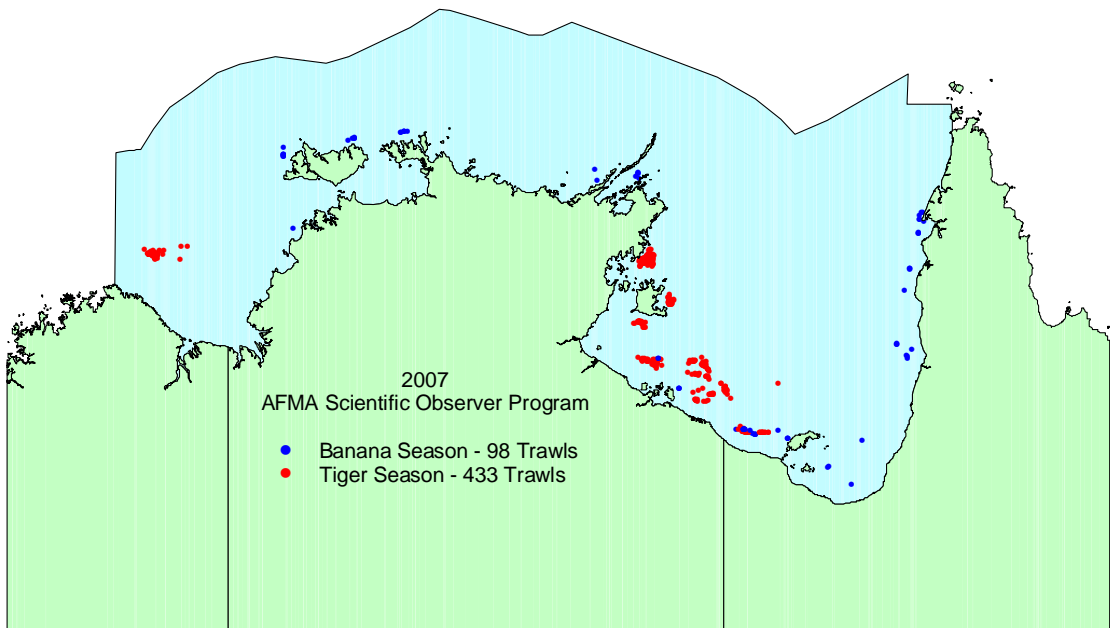 2007
AFMA Scientific Observer Program
Banana Season - 98 Trawls
Tiger Season - 433 Trawls